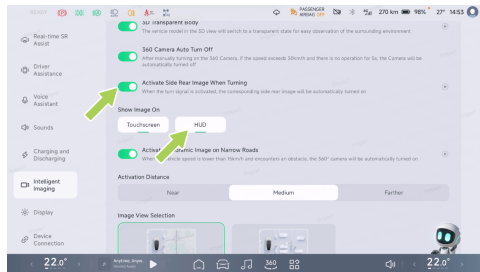 READY
PASSENGER AIRBAG OFF
270 km
98%
27° 14:53
Real-time SR Assist
Driver Assistance
Voice Assistant
Sounds
Charging and Discharging
Intelligent Imaging
Display
Device Connection
3D Transparent Body
The vehicle model in the 3D view will switch to a transparent state for easy observation of the surrounding environment
360 Camera Auto Turn Off
After manually turning on the 360 Camera, if the speed exceeds 30km/h and there is no operation for 5s, the Camera will be
automatically turned off
Activate Side Rear Image When Turning
When the turn signal is activated, the corresponding side rear image will be automatically turned on
Show Image On
Touchscreen
HUD
Image on Narrow Roads
vehicle speed is lower than 15km/h and encounters an obstacle, the 360° camera will be automatically turned on
Activation Distance
Near
Medium
Farther
Image View Selection
22.0°
Anytime, Anyw...
360
22.0°